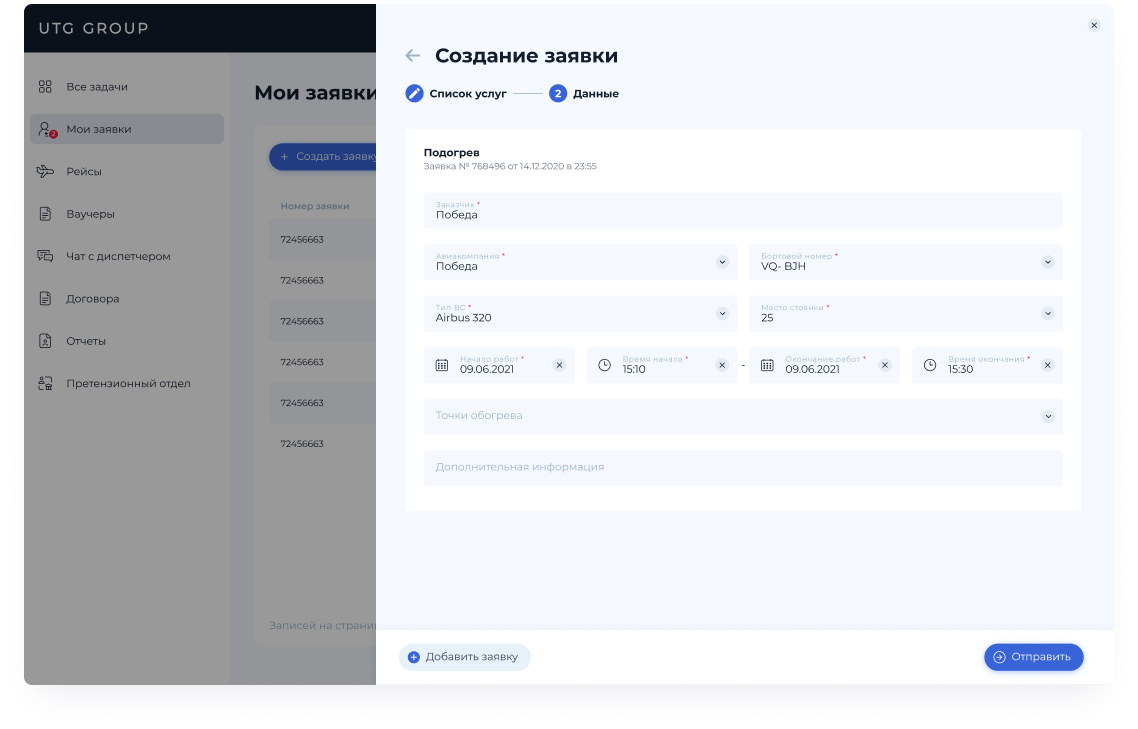 UTG GROUP
Все задачи
2
Мои заявки
Рейсы
Ваучеры
Чат с диспетчером
Договора
Отчеты
Претензионный отдел
Мои заявки
+ Создать заявку
Номер заявки
72456663
72456663
72456663
72456663
72456663
72456663
Записей на страни
Создание заявки
Список услуг
2 Данные
Подогрев
Заявка № 768496 от 14.12.2020 в 23:55
Заказчик *
Победа
Авиакомпания *
Победа
Бортовой номер *
VQ- BJH
Тип ВС *
Airbus 320
Место стоянки *
25
Начало работ *
09.06.2021
Время начала *
15:10
-
Окончание работ *
09.06.2021
Время окончания *
15:30
Точки обогрева
Дополнительная информация
Добавить заявку
Отправить